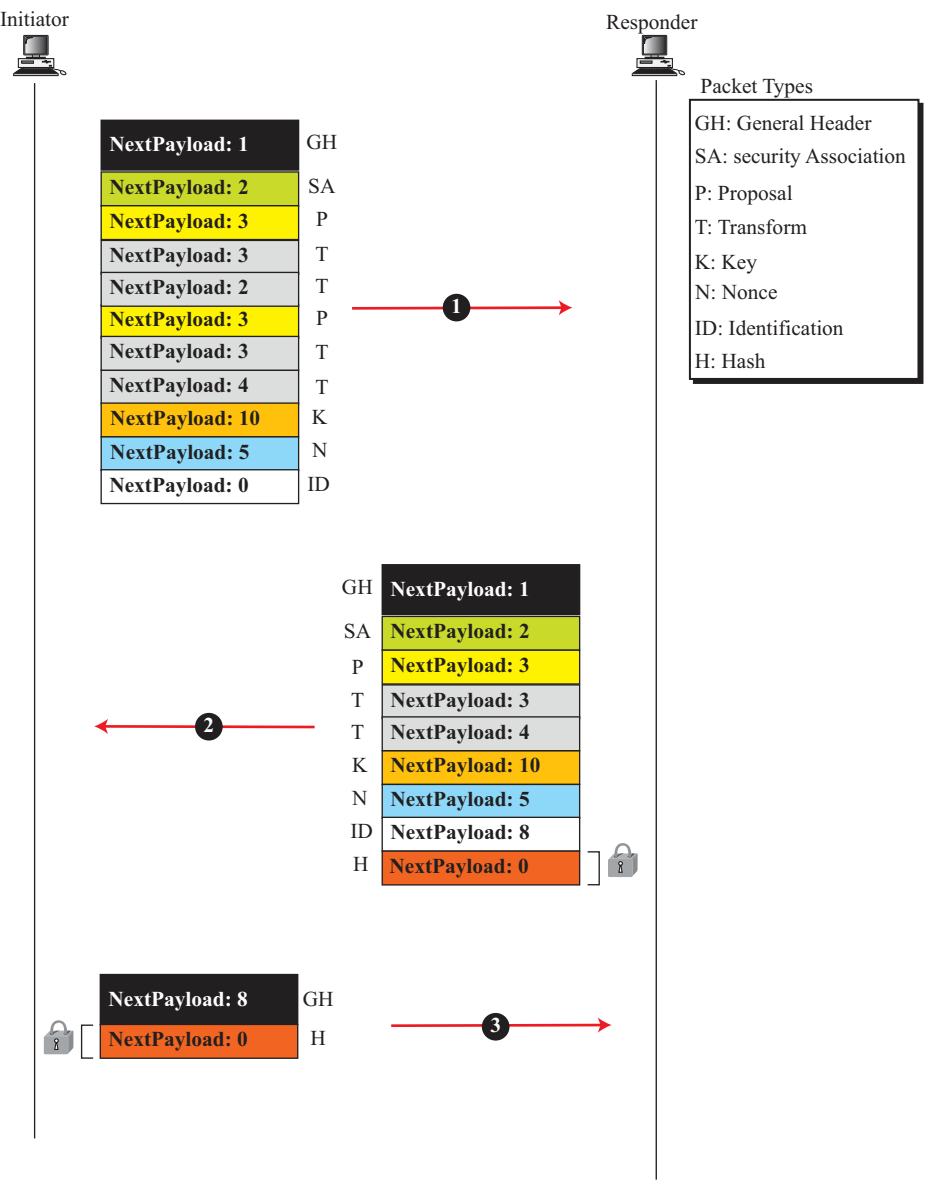 Initiator
Responder
Packet Types
GH: General Header
SA: security Association
P: Proposal
T: Transform
K: Key
N: Nonce
ID: Identification
H: Hash
NextPayload: 1 GH
NextPayload: 2 SA
NextPayload: 3 P
NextPayload: 3 T
NextPayload: 2 T
NextPayload: 3 P
NextPayload: 3 T
NextPayload: 4 T
NextPayload: 10 K
NextPayload: 5 N
NextPayload: 0 ID
1
GH NextPayload: 1
SA NextPayload: 2
P NextPayload: 3
T NextPayload: 3
T NextPayload: 4
K NextPayload: 10
N NextPayload: 5
ID NextPayload: 8
H NextPayload: 0
2
NextPayload: 8 GH
NextPayload: 0 H
3